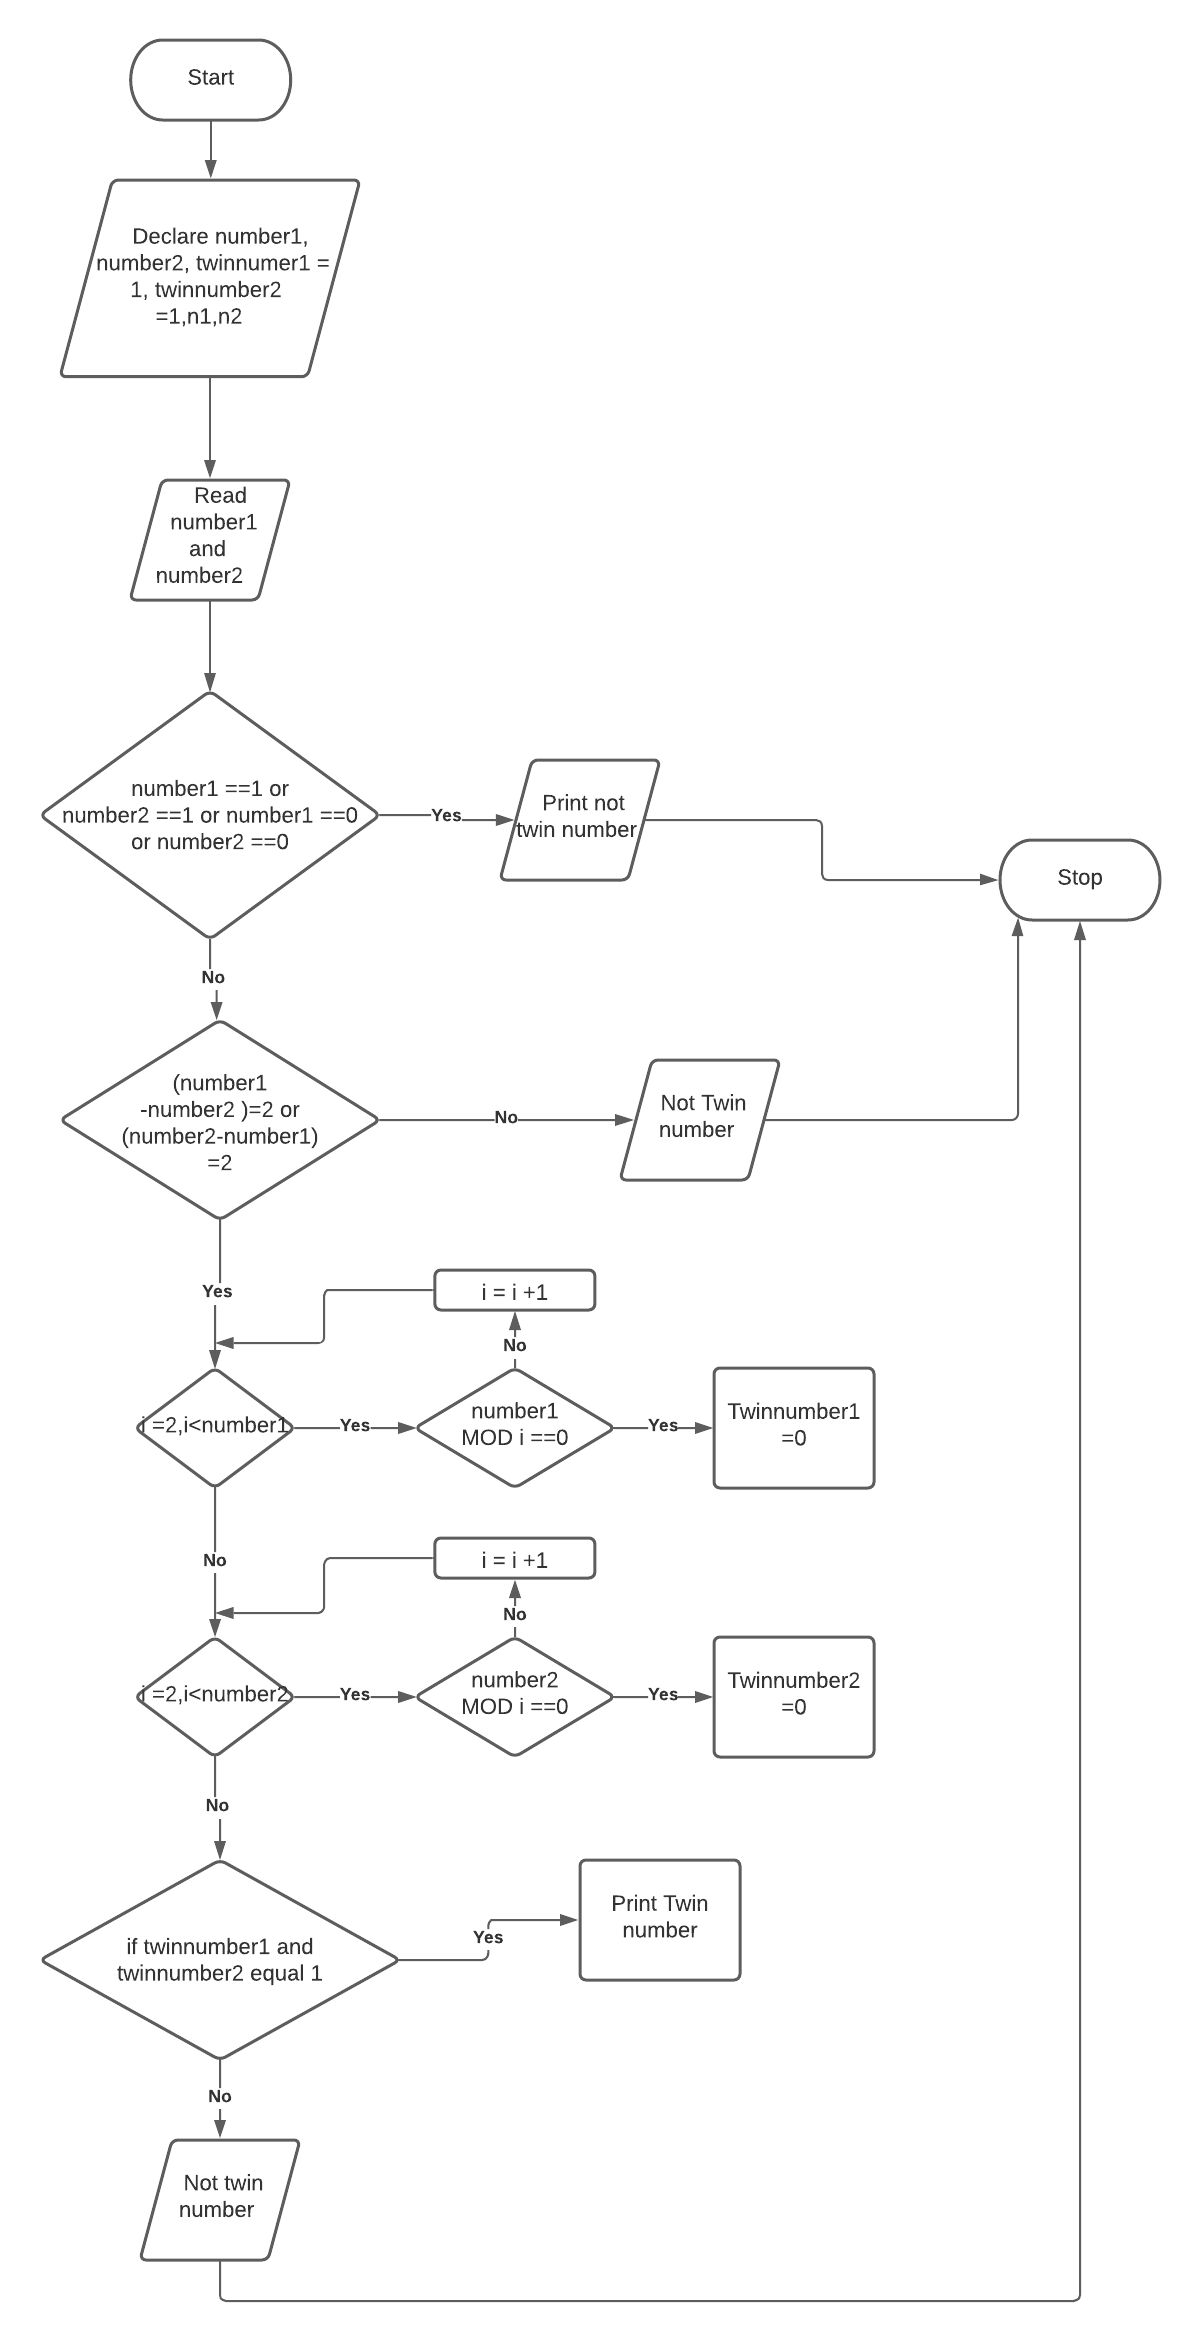 Start
Declare number1,
number2, twinnumer1 =
1, twinnumber2
=1,n1,n2
Read
number1
and
number2
number1 ==1 or
number2 ==1 or number1 ==0
or number2 ==0
Yes
Print not
twin number
Stop
No
(number1
-number2 )=2 or
(number2-number1)
=2
No
Not Twin
number
Yes
i = i +1
No
i =2,i<number1
Yes
number1
MOD i ==0
Yes
Twinnumber1
=0
No
i = i +1
No
i =2,i<number2
Yes
number2
MOD i ==0
Yes
Twinnumber2
=0
No
if twinnumber1 and
twinnumber2 equal 1
Yes
Print Twin
number
No
Not twin
number